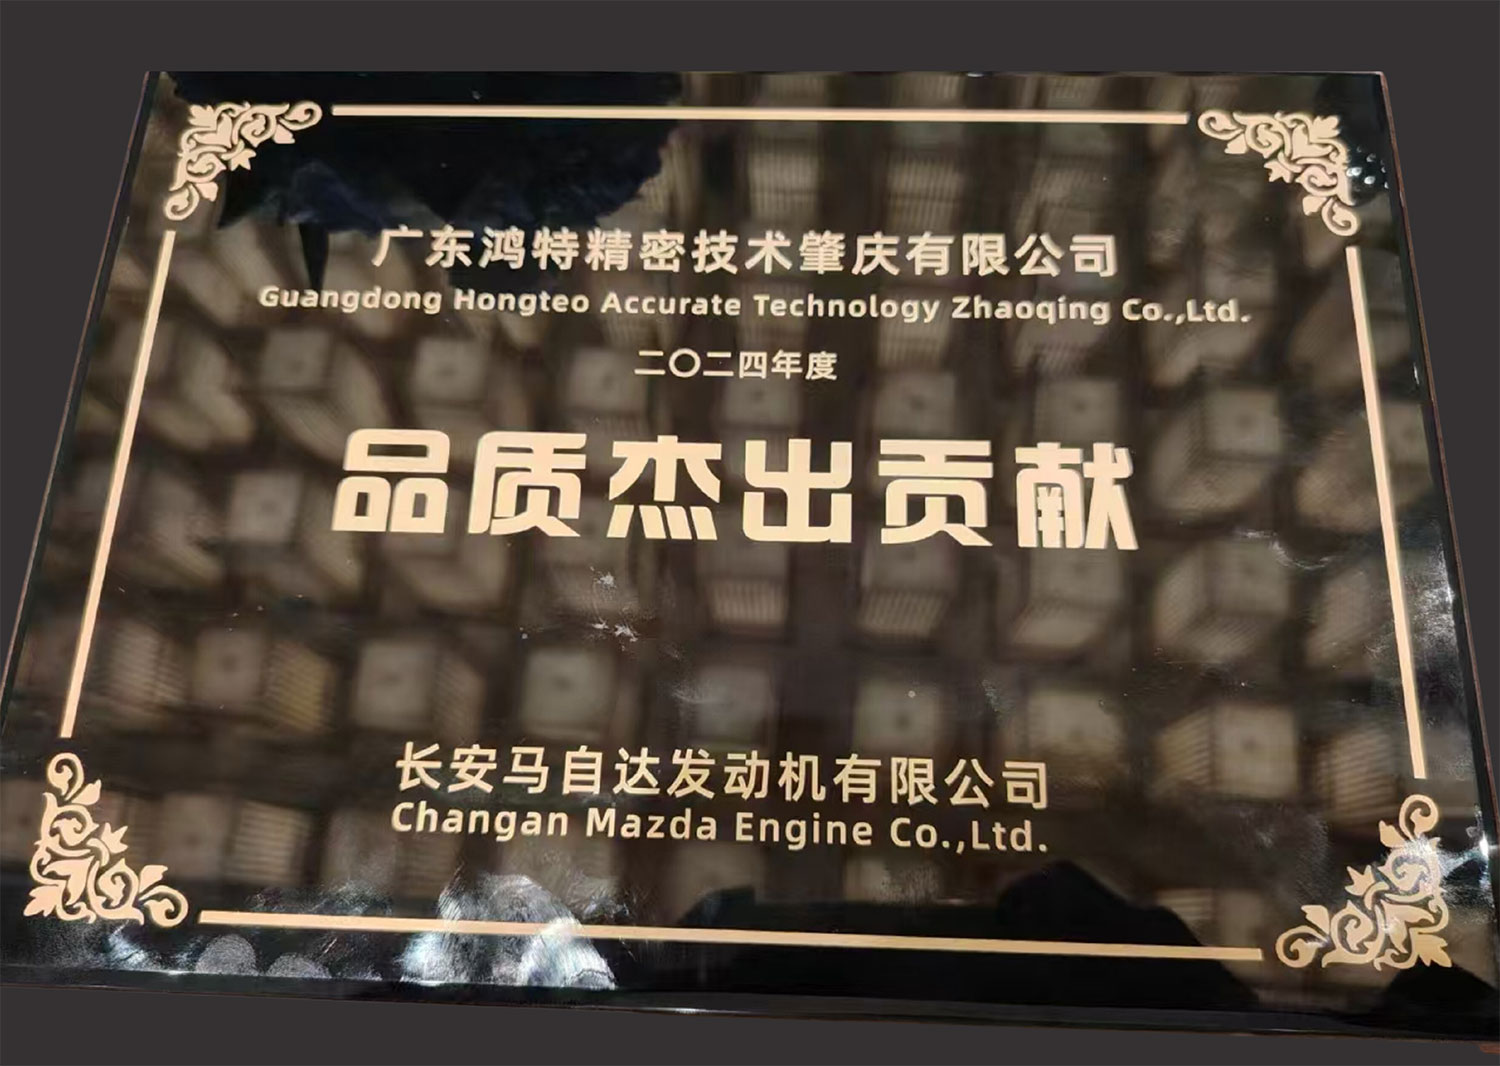 广东鸿特精密技术肇庆有限公司
Guangdong Hongteo Accurate Technology Zhaoqing Co.,Ltd.
二〇二四年度
品质杰出贡献
长安马自达发动机有限公司
Changan Mazda Engine Co.,Ltd.